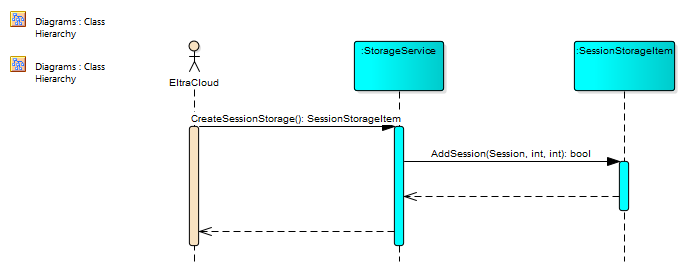 Diagrams : Class
Hierarchy
Diagrams : Class
Hierarchy
EltraCloud
:StorageService
:SessionStorageItem
CreateSessionStorage(): SessionStorageItem
AddSession(Session, int, int): bool